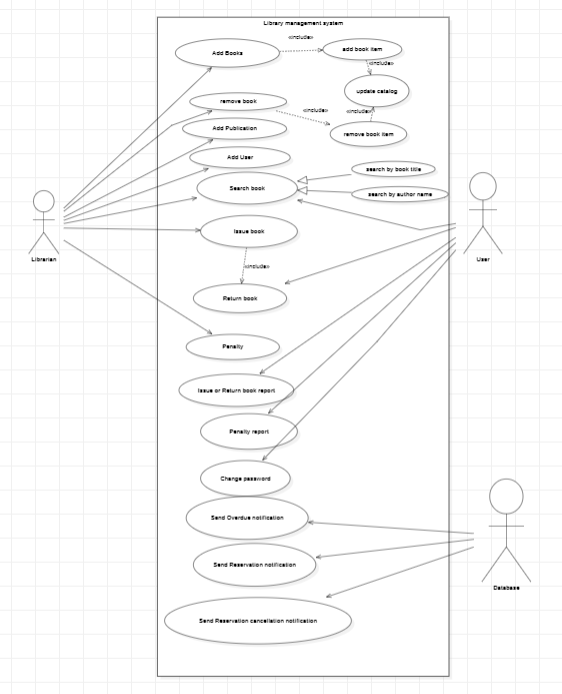 Library management system
«include»
Add Books
add book item
«include»
update catalog
remove book
«include»
«include»
Add Publication
remove book item
Add User
search by book title
Search book
search by author name
Issue book
Librarian
User
«include»
Return book
Penalty
Issue or Return book report
Penalty report
Change password
Send Overdue notification
Send Reservation notification
Database
Send Reservation cancellation notification